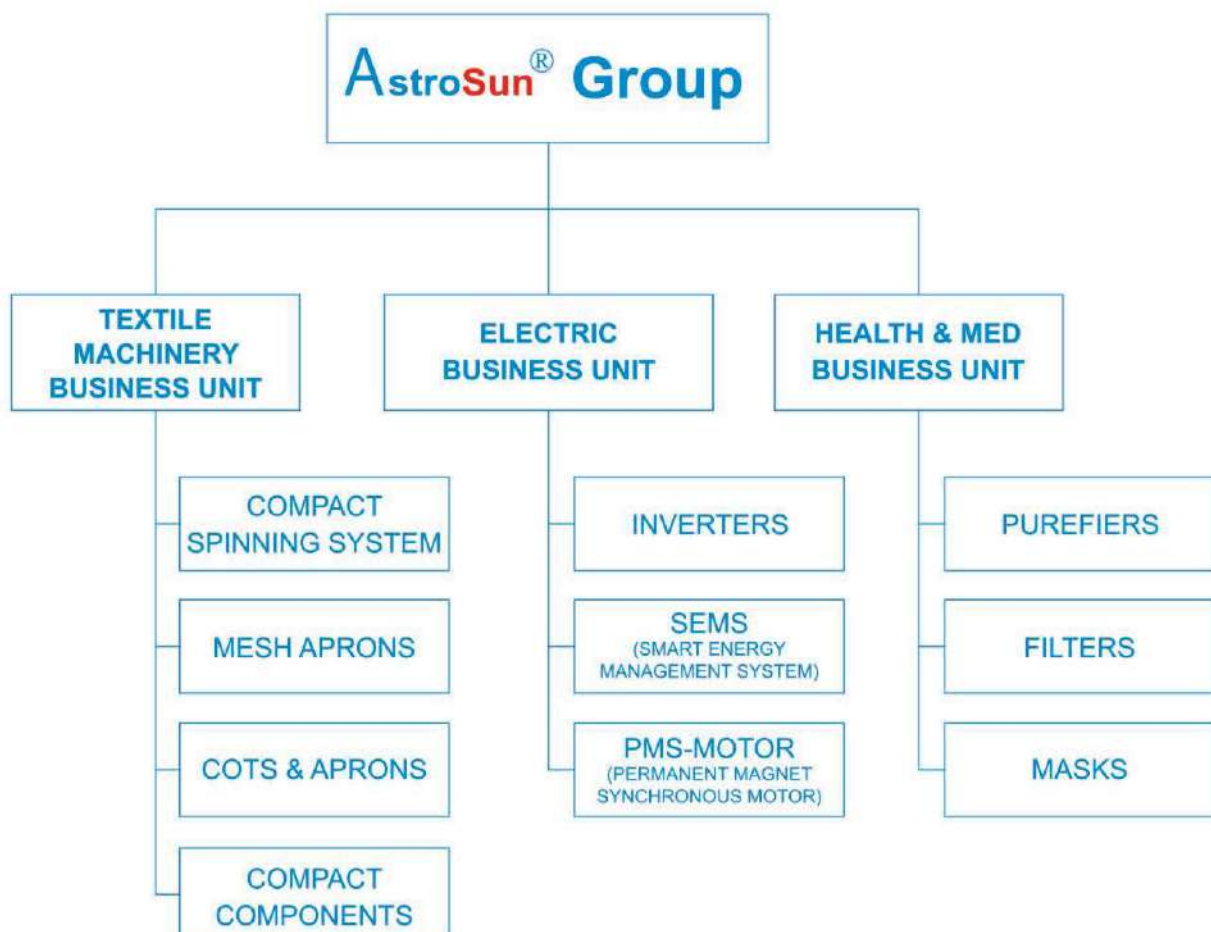 AstroSun® Group
TEXTILE
MACHINERY
BUSINESS UNIT
ELECTRIC
BUSINESS UNIT
HEALTH & MED
BUSINESS UNIT
COMPACT
SPINNING SYSTEM
MESH APRONS
COTS & APRONS
COMPACT
COMPONENTS
INVERTERS
SEMS
(SMART ENERGY
MANAGEMENT SYSTEM)
PMS-MOTOR
(PERMANENT MAGNET
SYNCHRONOUS MOTOR)
PUREFIERS
FILTERS
MASKS